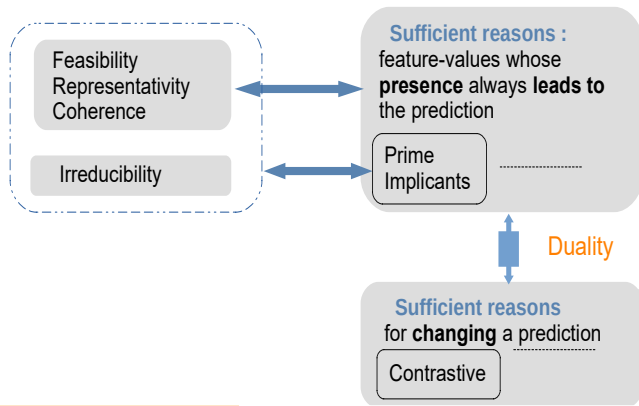 Feasibility
Representativity
Coherence
Irreducibility
Sufficient reasons :
feature-values whose
presence always leads to
the prediction
Prime
Implicants
Duality
Sufficient reasons
for changing a prediction
Contrastive